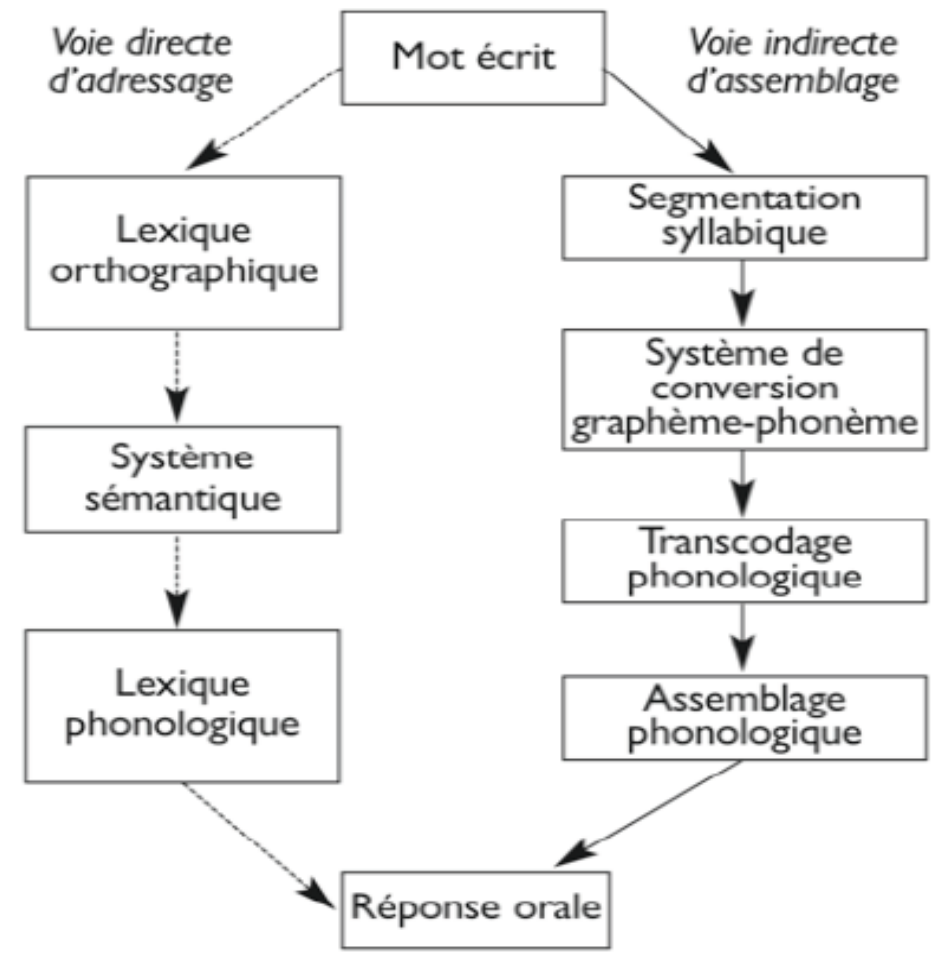 Voie directe
d'adressage
Mot écrit
Voie indirecte
d'assemblage
Lexique
orthographique
Système
sémantique
Lexique
phonologique
Segmentation
syllabique
Système de
conversion
graphème-phonème
Transcodage
phonologique
Assemblage
phonologique
Réponse orale